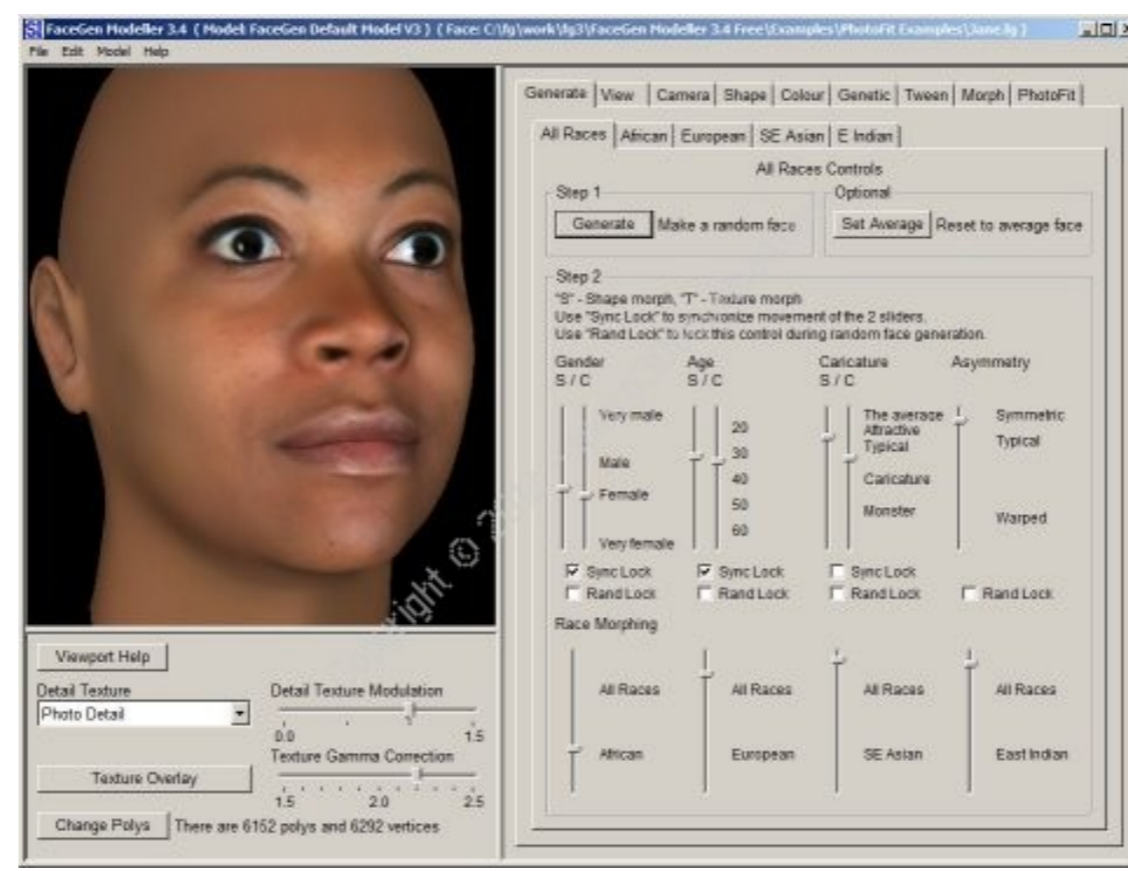 FaceGen Modeller 3.4 ( Model: FaceGen Default Model V3 ) ( Face: C:\fg\work\fg3\FaceGen Modeller 3.4 Free\Examples\PhotoFit Examples\Jane.fg )
File Edit Model Help
Generate View Camera Shape Colour Genetic Tween Morph PhotoFit
All Races African European SE Asian E Indian
All Races Controls
Step 1 Optional
Generate Make a random face Set Average Reset to average face
Step 2
"S" - Shape morph, "T" - Texture morph
Use "Sync Lock" to synchronize movement of the 2 sliders.
Use "Rand Lock" to lock this control during random face generation.
Gender Age Caricature Asymmetry
S / C S / C S / C
Very male 20 The average Symmetric
Attractive
Male 30 Typical Typical
Female 40 Caricature
50 Monster Warped
Very female 60
Sync Lock Sync Lock Sync Lock
Rand Lock Rand Lock Rand Lock Rand Lock
Race Morphing
All Races All Races All Races All Races
African European SE Asian East Indian
Viewport Help
Detail Texture Detail Texture Modulation
Photo Detail
0.0 1.5
Texture Gamma Correction
Texture Overlay
1.5 2.0 2.5
Change Polys There are 6152 polys and 6292 vertices